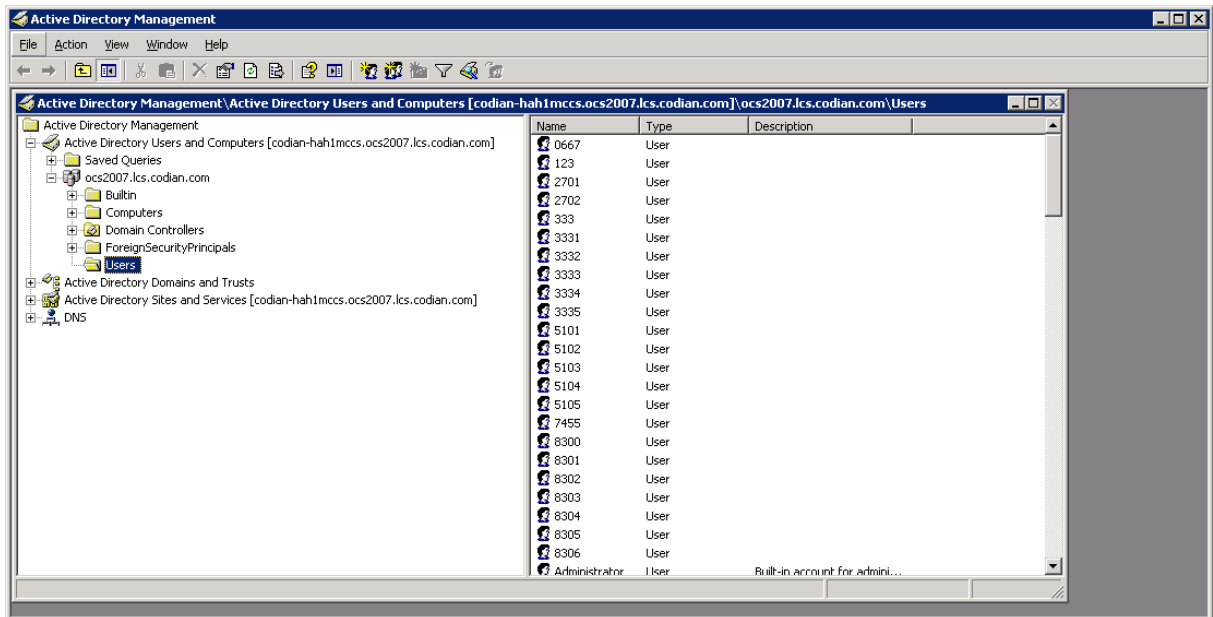 Active Directory Management
File Action View Window Help
Active Directory Management\Active Directory Users and Computers [codian-hah1mccs.ocs2007.lcs.codian.com]\ocs2007.lcs.codian.com\Users
Active Directory Management
Active Directory Users and Computers [codian-hah1mccs.ocs2007.lcs.codian.com]
Saved Queries
ocs2007.lcs.codian.com
Builtin
Computers
Domain Controllers
ForeignSecurityPrincipals
Users
Active Directory Domains and Trusts
Active Directory Sites and Services [codian-hah1mccs.ocs2007.lcs.codian.com]
DNS
Name Type Description
0667 User
123 User
2701 User
2702 User
333 User
3331 User
3332 User
3333 User
3334 User
3335 User
5101 User
5102 User
5103 User
5104 User
5105 User
7455 User
8300 User
8301 User
8302 User
8303 User
8304 User
8305 User
8306 User
Administrator User Built-in account for admini...